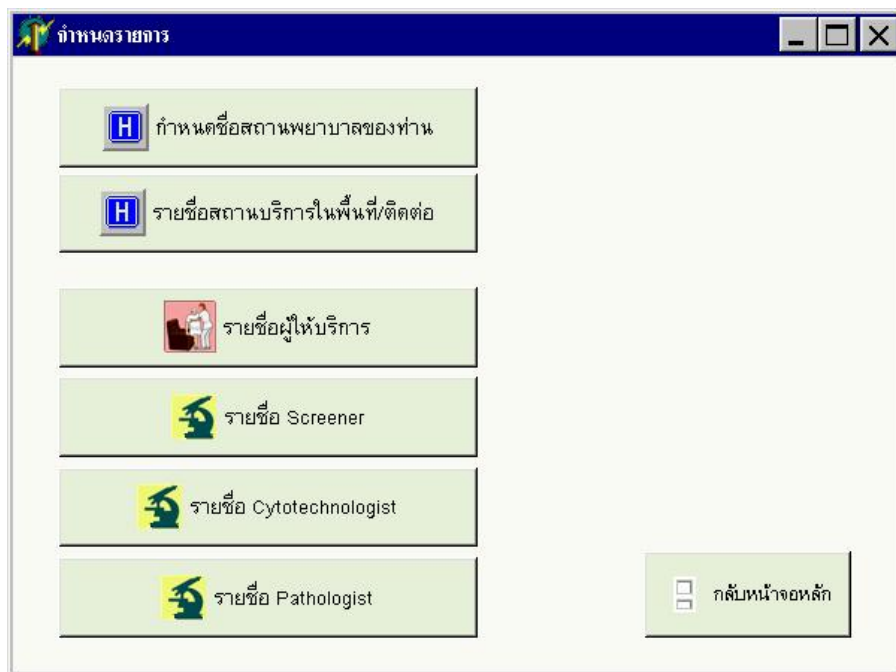 กำหนดรายการ
H กำหนดชื่อสถานพยาบาลของท่าน
H รายชื่อสถานบริการในพื้นที่/ติดต่อ
รายชื่อผู้ให้บริการ
รายชื่อ Screener
รายชื่อ Cytotechnologist
รายชื่อ Pathologist
กลับหน้าจอหลัก